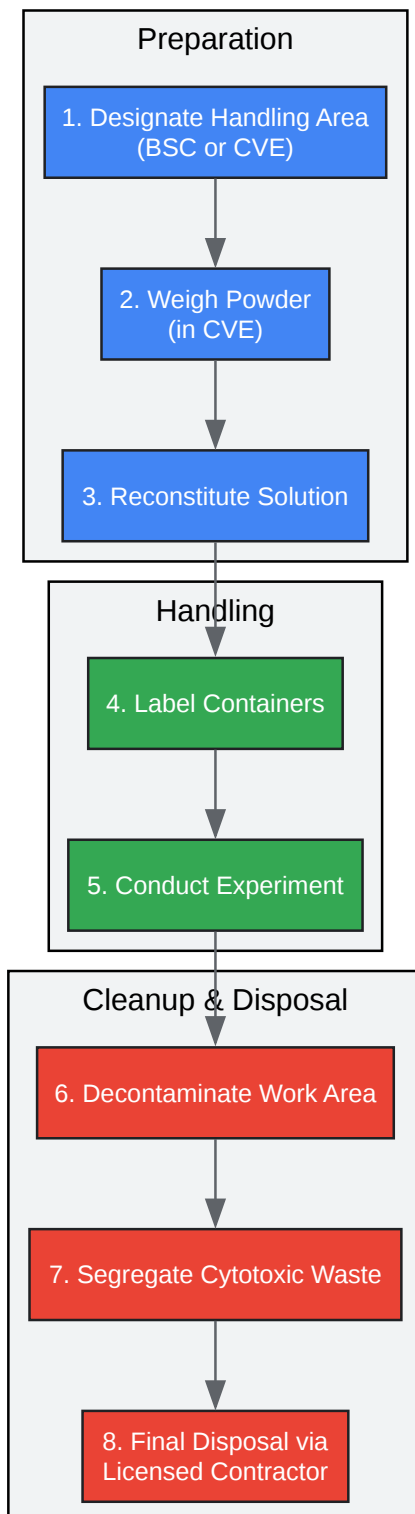 Preparation
1. Designate Handling Area
(BSC or CVE)
2. Weigh Powder
(in CVE)
3. Reconstitute Solution
Handling
4. Label Containers
5. Conduct Experiment
Cleanup & Disposal
6. Decontaminate Work Area
7. Segregate Cytotoxic Waste
8. Final Disposal via
Licensed Contractor